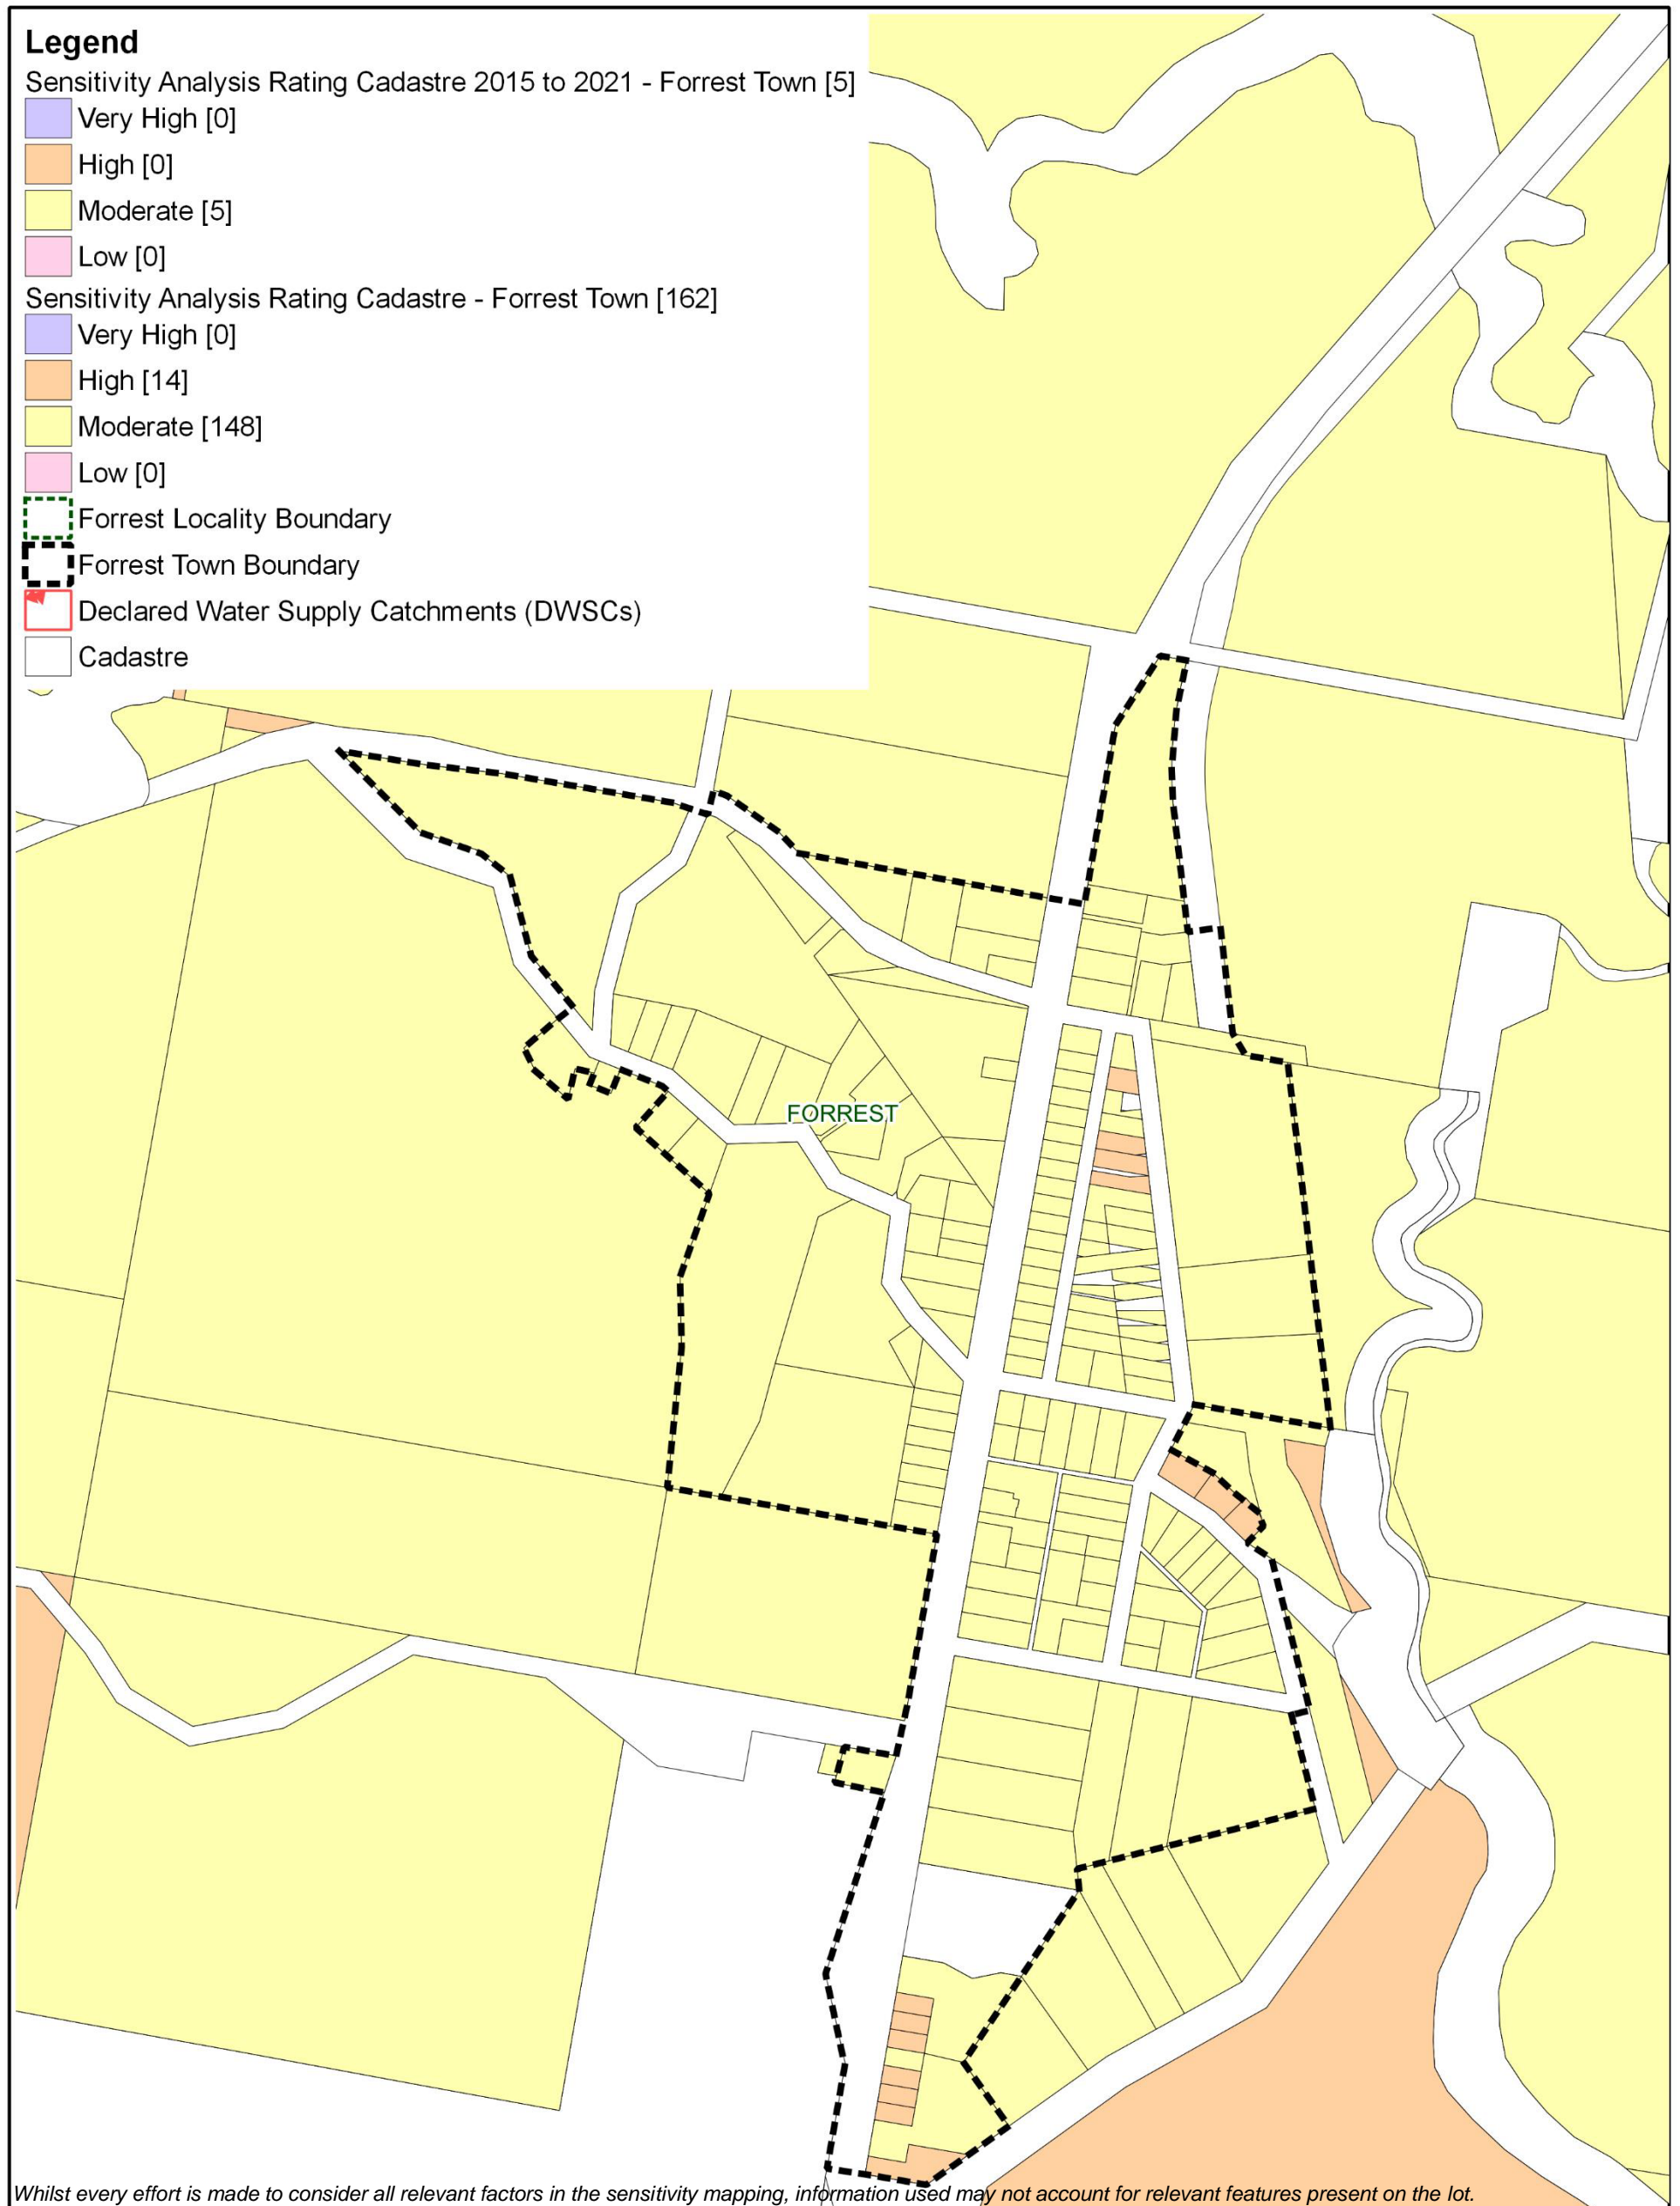 Legend
Sensitivity Analysis Rating Cadastre 2015 to 2021 - Forrest Town [5]
Very High [0]
High [0]
Moderate [5]
Low [0]
Sensitivity Analysis Rating Cadastre - Forrest Town [162]
Very High [0]
High [14]
Moderate [148]
Low [0]
Forrest Locality Boundary
Forrest Town Boundary
Declared Water Supply Catchments (DWSCs)
Cadastre
FORREST
Whilst every effort is made to consider all relevant factors in the sensitivity mapping, information used may not account for relevant features present on the lot.